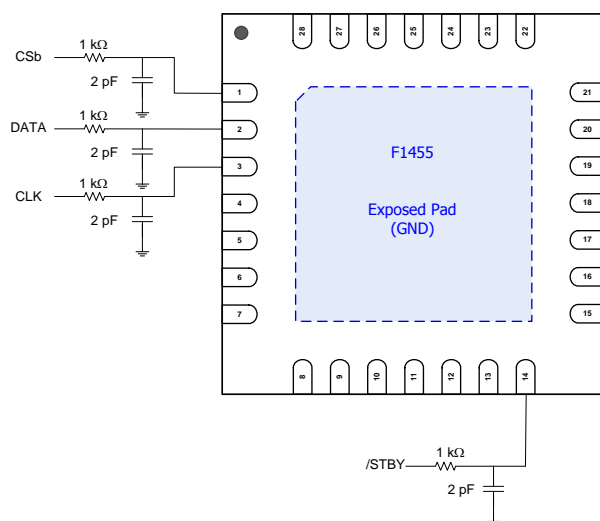 28 27 26 25 24 23 22
1 kΩ
CSb
2 pF
1
21
1 kΩ
DATA
2
20
2 pF
F1455
3
19
1 kΩ
CLK
4
18
2 pF
Exposed Pad
(GND)
5
17
6
16
7
15
8 9 10 11 12 13 14
1 kΩ
/STBY
2 pF